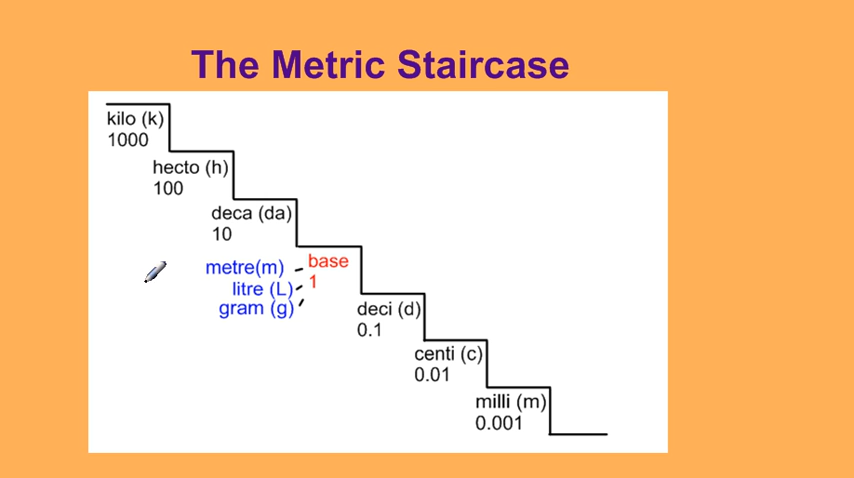 The Metric Staircase
kilo (k)
1000
hecto (h)
100
deca (da)
10
metre(m)
base
litre (L)
1
gram (g)
deci (d)
0.1
centi (c)
0.01
milli (m)
0.001